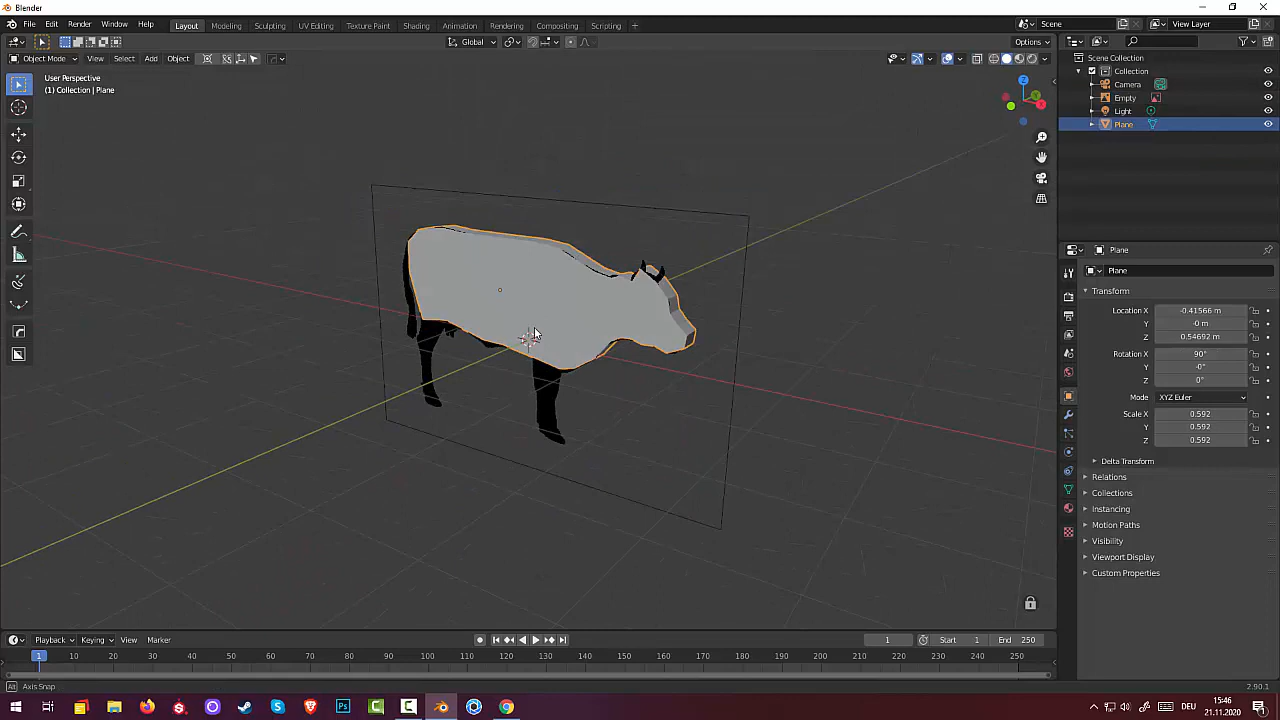 Blender
File Edit Render Window Help Layout Modeling Sculpting UV Editing Texture Paint Shading Animation Rendering Compositing Scripting + Scene View Layer
Global Options
Object Mode View Select Add Object
User Perspective
(1) Collection | Plane
Z
Y
X
Scene Collection
Collection
Camera
Empty
Light
Plane
Plane
Plane
Transform
Location X -0.41566 m
Y -0 m
Z 0.54692 m
Rotation X 90°
Y -0°
Z 0°
Mode XYZ Euler
Scale X 0.592
Y 0.592
Z 0.592
Delta Transform
Relations
Collections
Instancing
Motion Paths
Visibility
Viewport Display
Custom Properties
Playback Keying View Marker 1 Start 1 End 250
1 10 20 30 40 50 60 70 80 90 100 110 120 130 140 150 160 170 180 190 200 210 220 230 240 250
Alt Axis Snap 2.90.1
DEU 15:46
21.11.2020